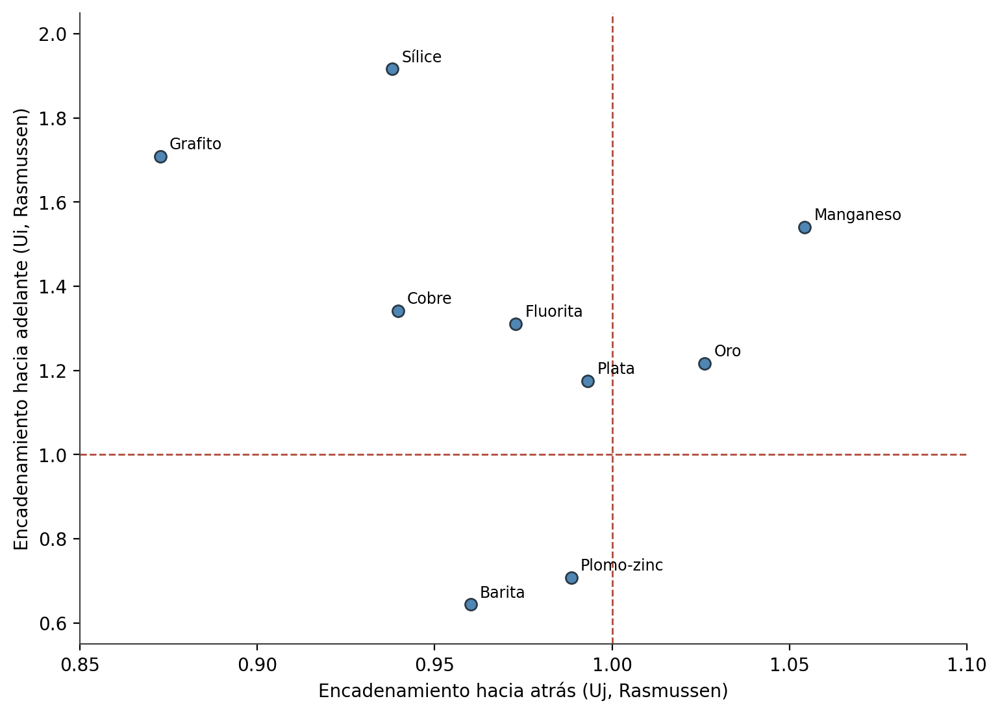 2.0
1.8
1.6
1.4
1.2
1.0
0.8
0.6
Encadenamiento hacia adelante (Ui, Rasmussen)
Sílice
Grafito
Manganeso
Cobre
Fluorita
Oro
Plata
Plomo-zinc
Barita
0.85 0.90 0.95 1.00 1.05 1.10
Encadenamiento hacia atrás (Uj, Rasmussen)